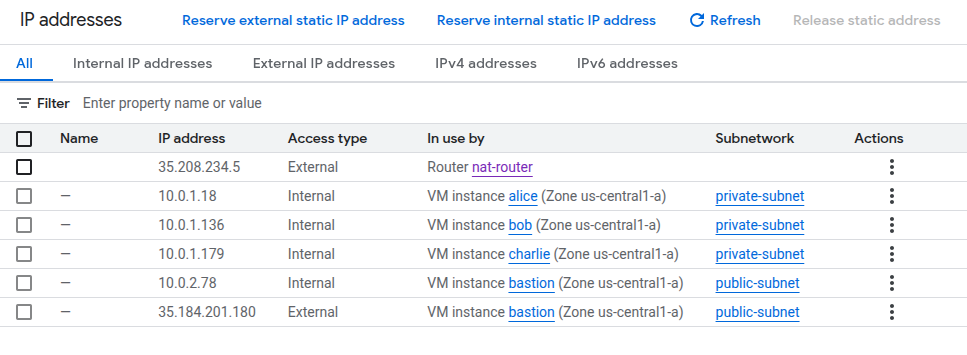 IP addresses Reserve external static IP address Reserve internal static IP address Refresh Release static address
All Internal IP addresses External IP addresses IPv4 addresses IPv6 addresses
Filter Enter property name or value
Name IP address Access type In use by Subnetwork Actions
35.208.234.5 External Router nat-router
— 10.0.1.18 Internal VM instance alice (Zone us-central1-a) private-subnet
— 10.0.1.136 Internal VM instance bob (Zone us-central1-a) private-subnet
— 10.0.1.179 Internal VM instance charlie (Zone us-central1-a) private-subnet
— 10.0.2.78 Internal VM instance bastion (Zone us-central1-a) public-subnet
— 35.184.201.180 External VM instance bastion (Zone us-central1-a) public-subnet